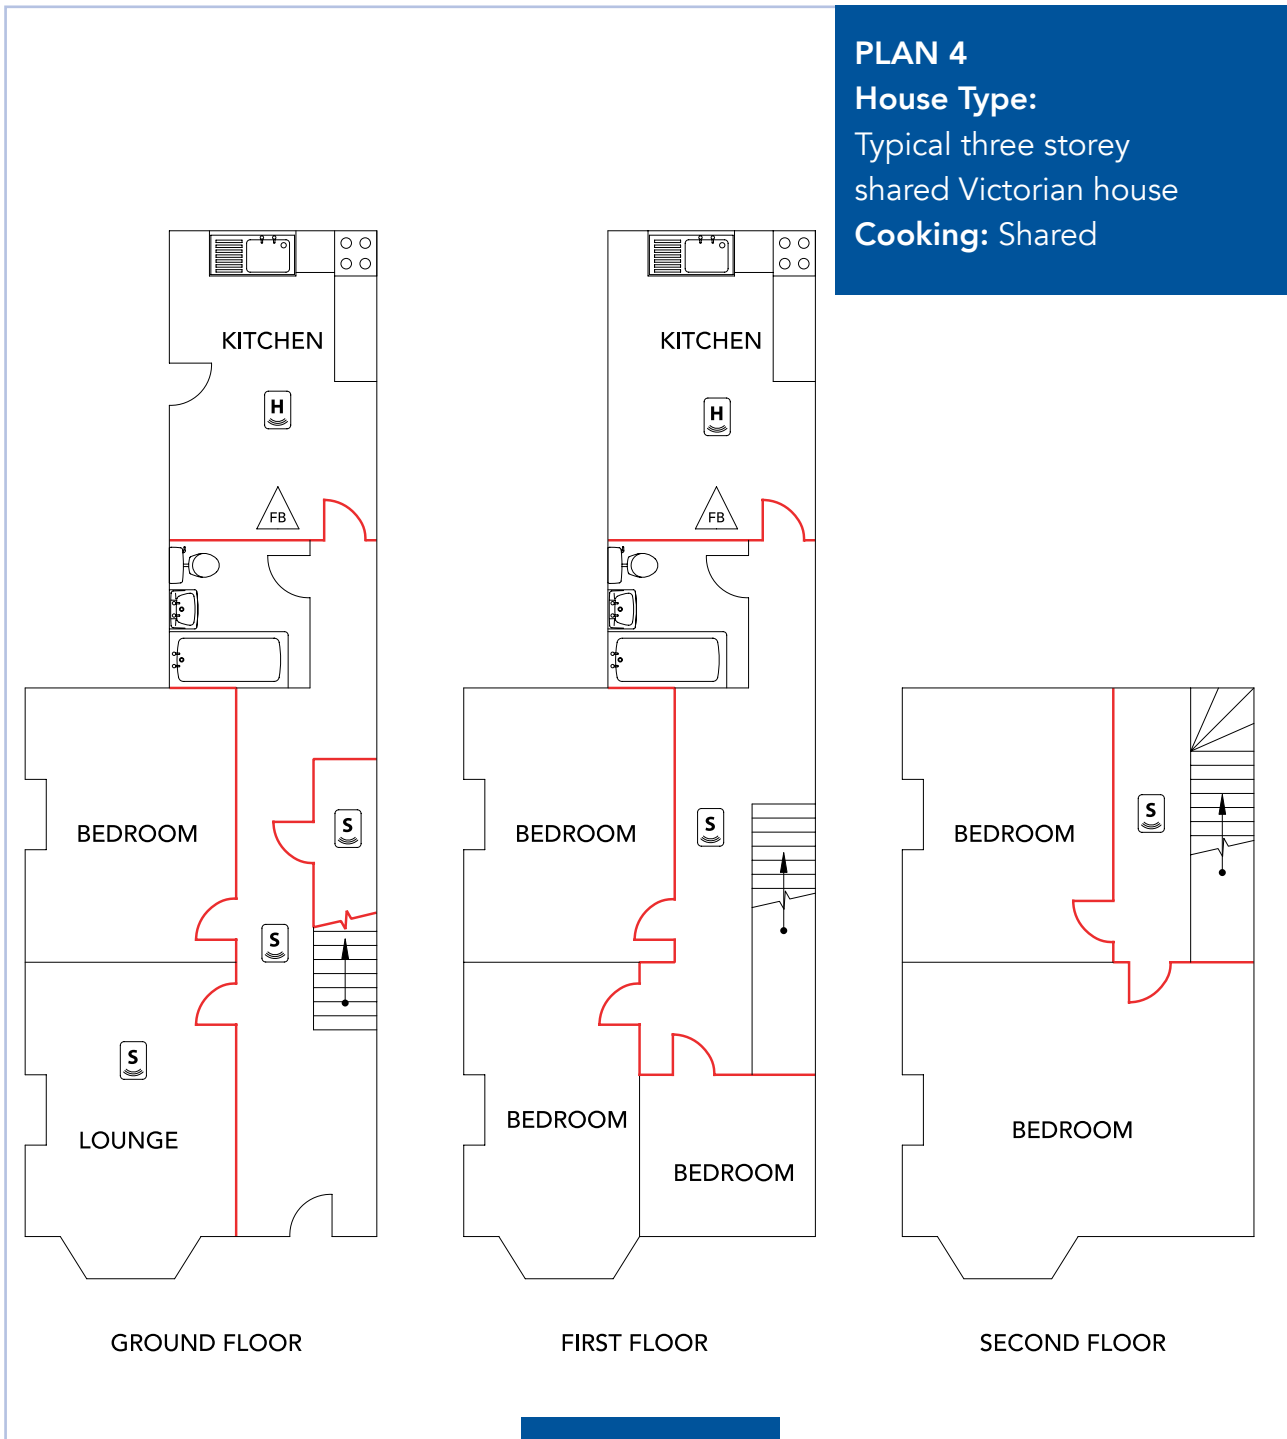 PLAN 4
House Type:
Typical three storey
shared Victorian house
Cooking: Shared
KITCHEN
H
FB
BEDROOM
S
S
S
LOUNGE
GROUND FLOOR
KITCHEN
H
FB
BEDROOM
S
BEDROOM
BEDROOM
FIRST FLOOR
BEDROOM
S
BEDROOM
SECOND FLOOR